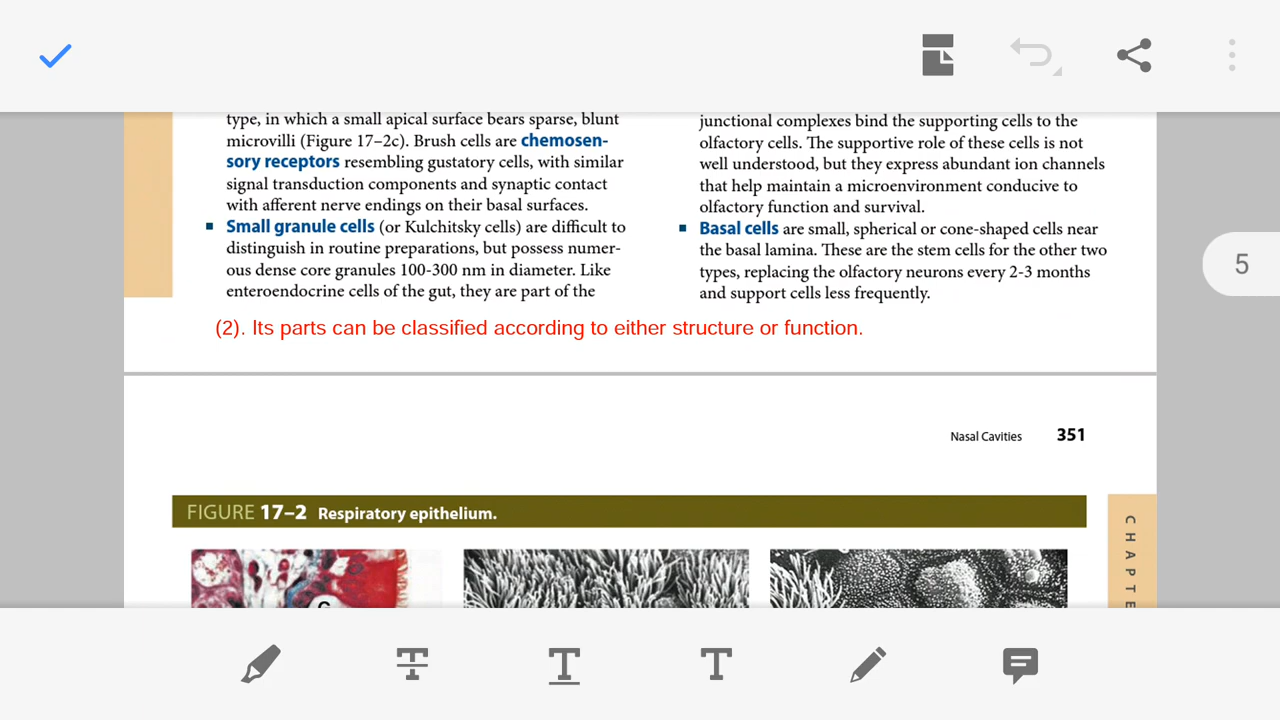 5
type, in which a small apical surface bears sparse, blunt
microvilli (Figure 17–2c). Brush cells are chemosen-
sory receptors resembling gustatory cells, with similar
signal transduction components and synaptic contact
with afferent nerve endings on their basal surfaces.
■ Small granule cells (or Kulchitsky cells) are difficult to
distinguish in routine preparations, but possess numer-
ous dense core granules 100-300 nm in diameter. Like
enteroendocrine cells of the gut, they are part of the
junctional complexes bind the supporting cells to the
olfactory cells. The supportive role of these cells is not
well understood, but they express abundant ion channels
that help maintain a microenvironment conducive to
olfactory function and survival.
■ Basal cells are small, spherical or cone-shaped cells near
the basal lamina. These are the stem cells for the other two
types, replacing the olfactory neurons every 2-3 months
and support cells less frequently.
(2). Its parts can be classified according to either structure or function.
Nasal Cavities 351
FIGURE 17–2 Respiratory epithelium.
CHAPTE